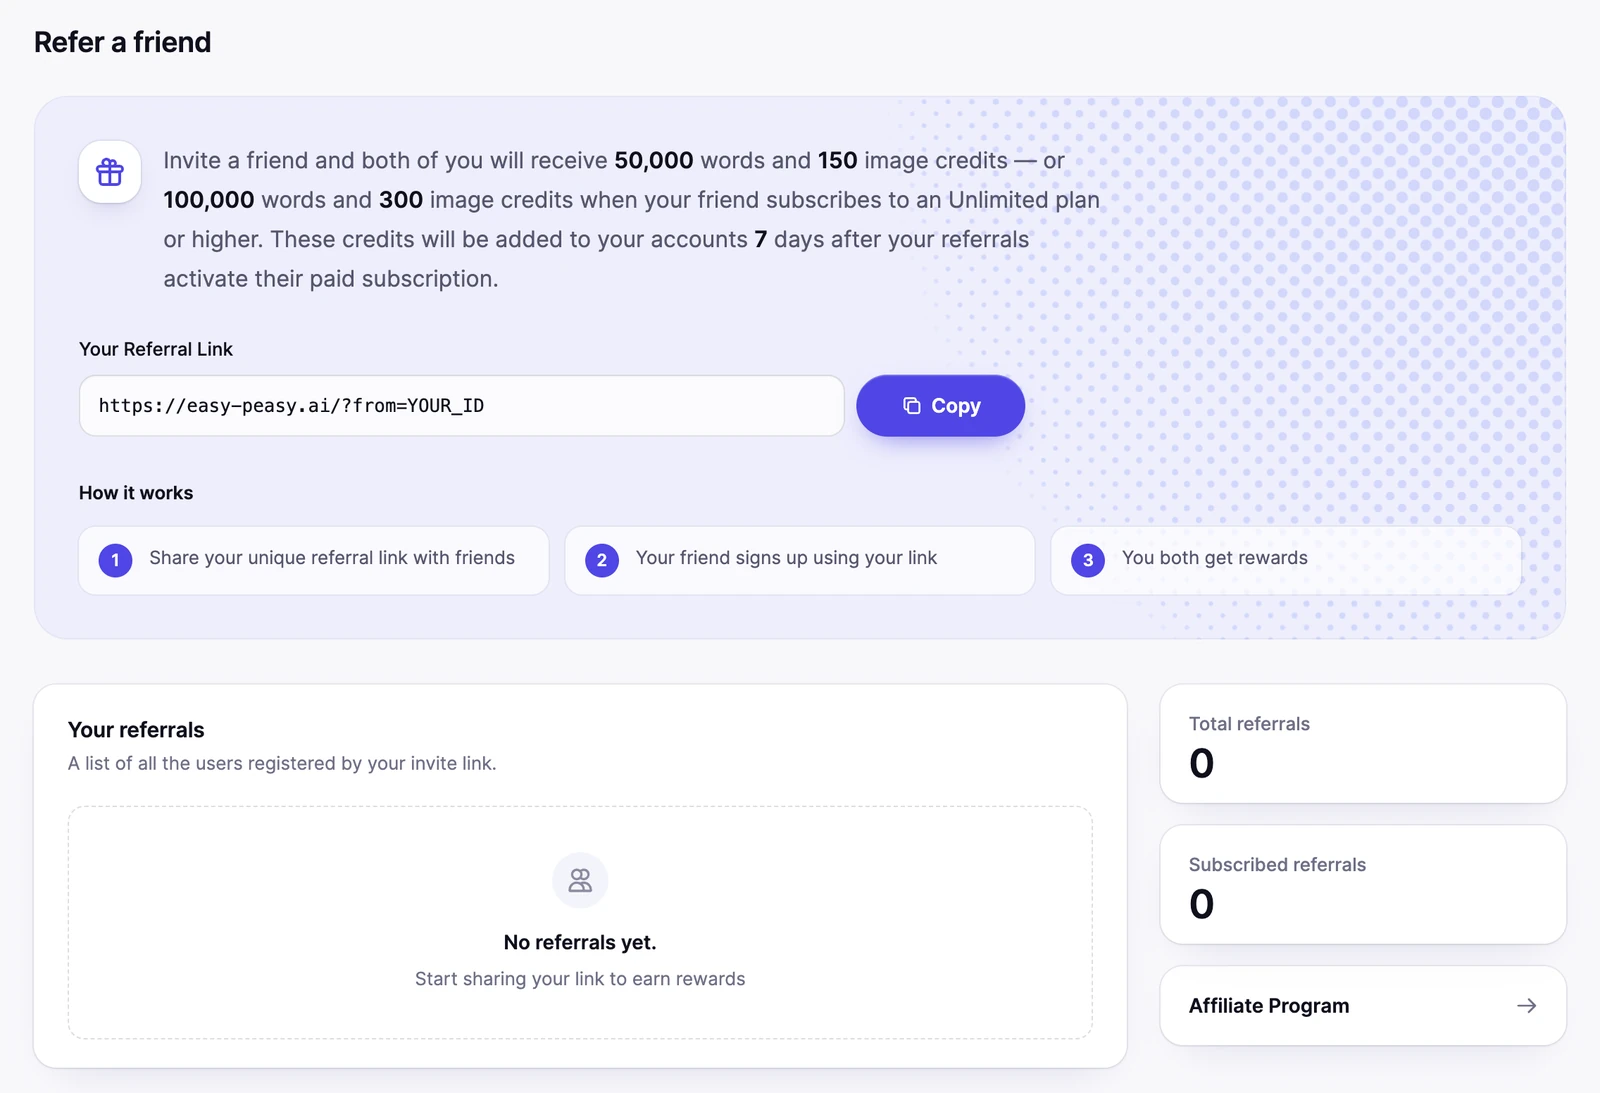 Refer a friend
Invite a friend and both of you will receive 50,000 words and 150 image credits — or
100,000 words and 300 image credits when your friend subscribes to an Unlimited plan
or higher. These credits will be added to your accounts 7 days after your referrals
activate their paid subscription.
Your Referral Link
https://easy-peasy.ai/?from=YOUR_ID
Copy
How it works
1 Share your unique referral link with friends
2 Your friend signs up using your link
3 You both get rewards
Your referrals
A list of all the users registered by your invite link.
No referrals yet.
Start sharing your link to earn rewards
Total referrals
0
Subscribed referrals
0
Affiliate Program